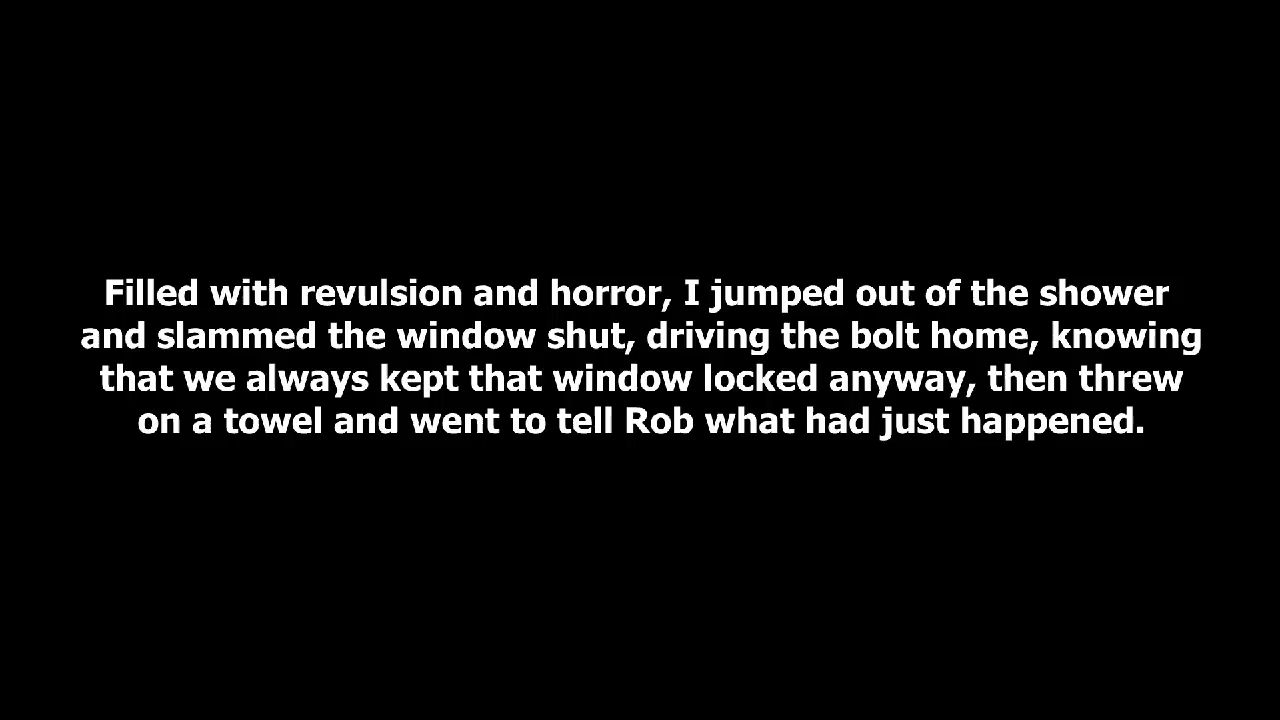 Filled with revulsion and horror, I jumped out of the shower
and slammed the window shut, driving the bolt home, knowing
that we always kept that window locked anyway, then threw
on a towel and went to tell Rob what had just happened.